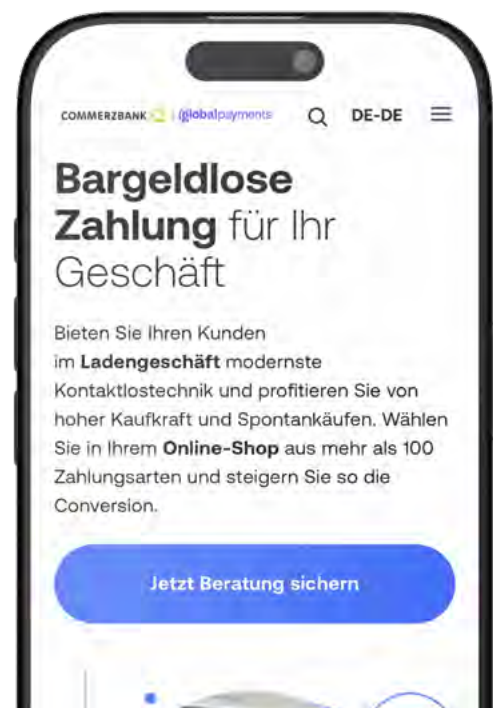 COMMERZBANK | globalpayments DE-DE
Bargeldlose
Zahlung für Ihr
Geschäft
Bieten Sie Ihren Kunden
im Ladengeschäft modernste
Kontaktlostechnik und profitieren Sie von
hoher Kaufkraft und Spontankäufen. Wählen
Sie in Ihrem Online-Shop aus mehr als 100
Zahlungsarten und steigern Sie so die
Conversion.
Jetzt Beratung sichern